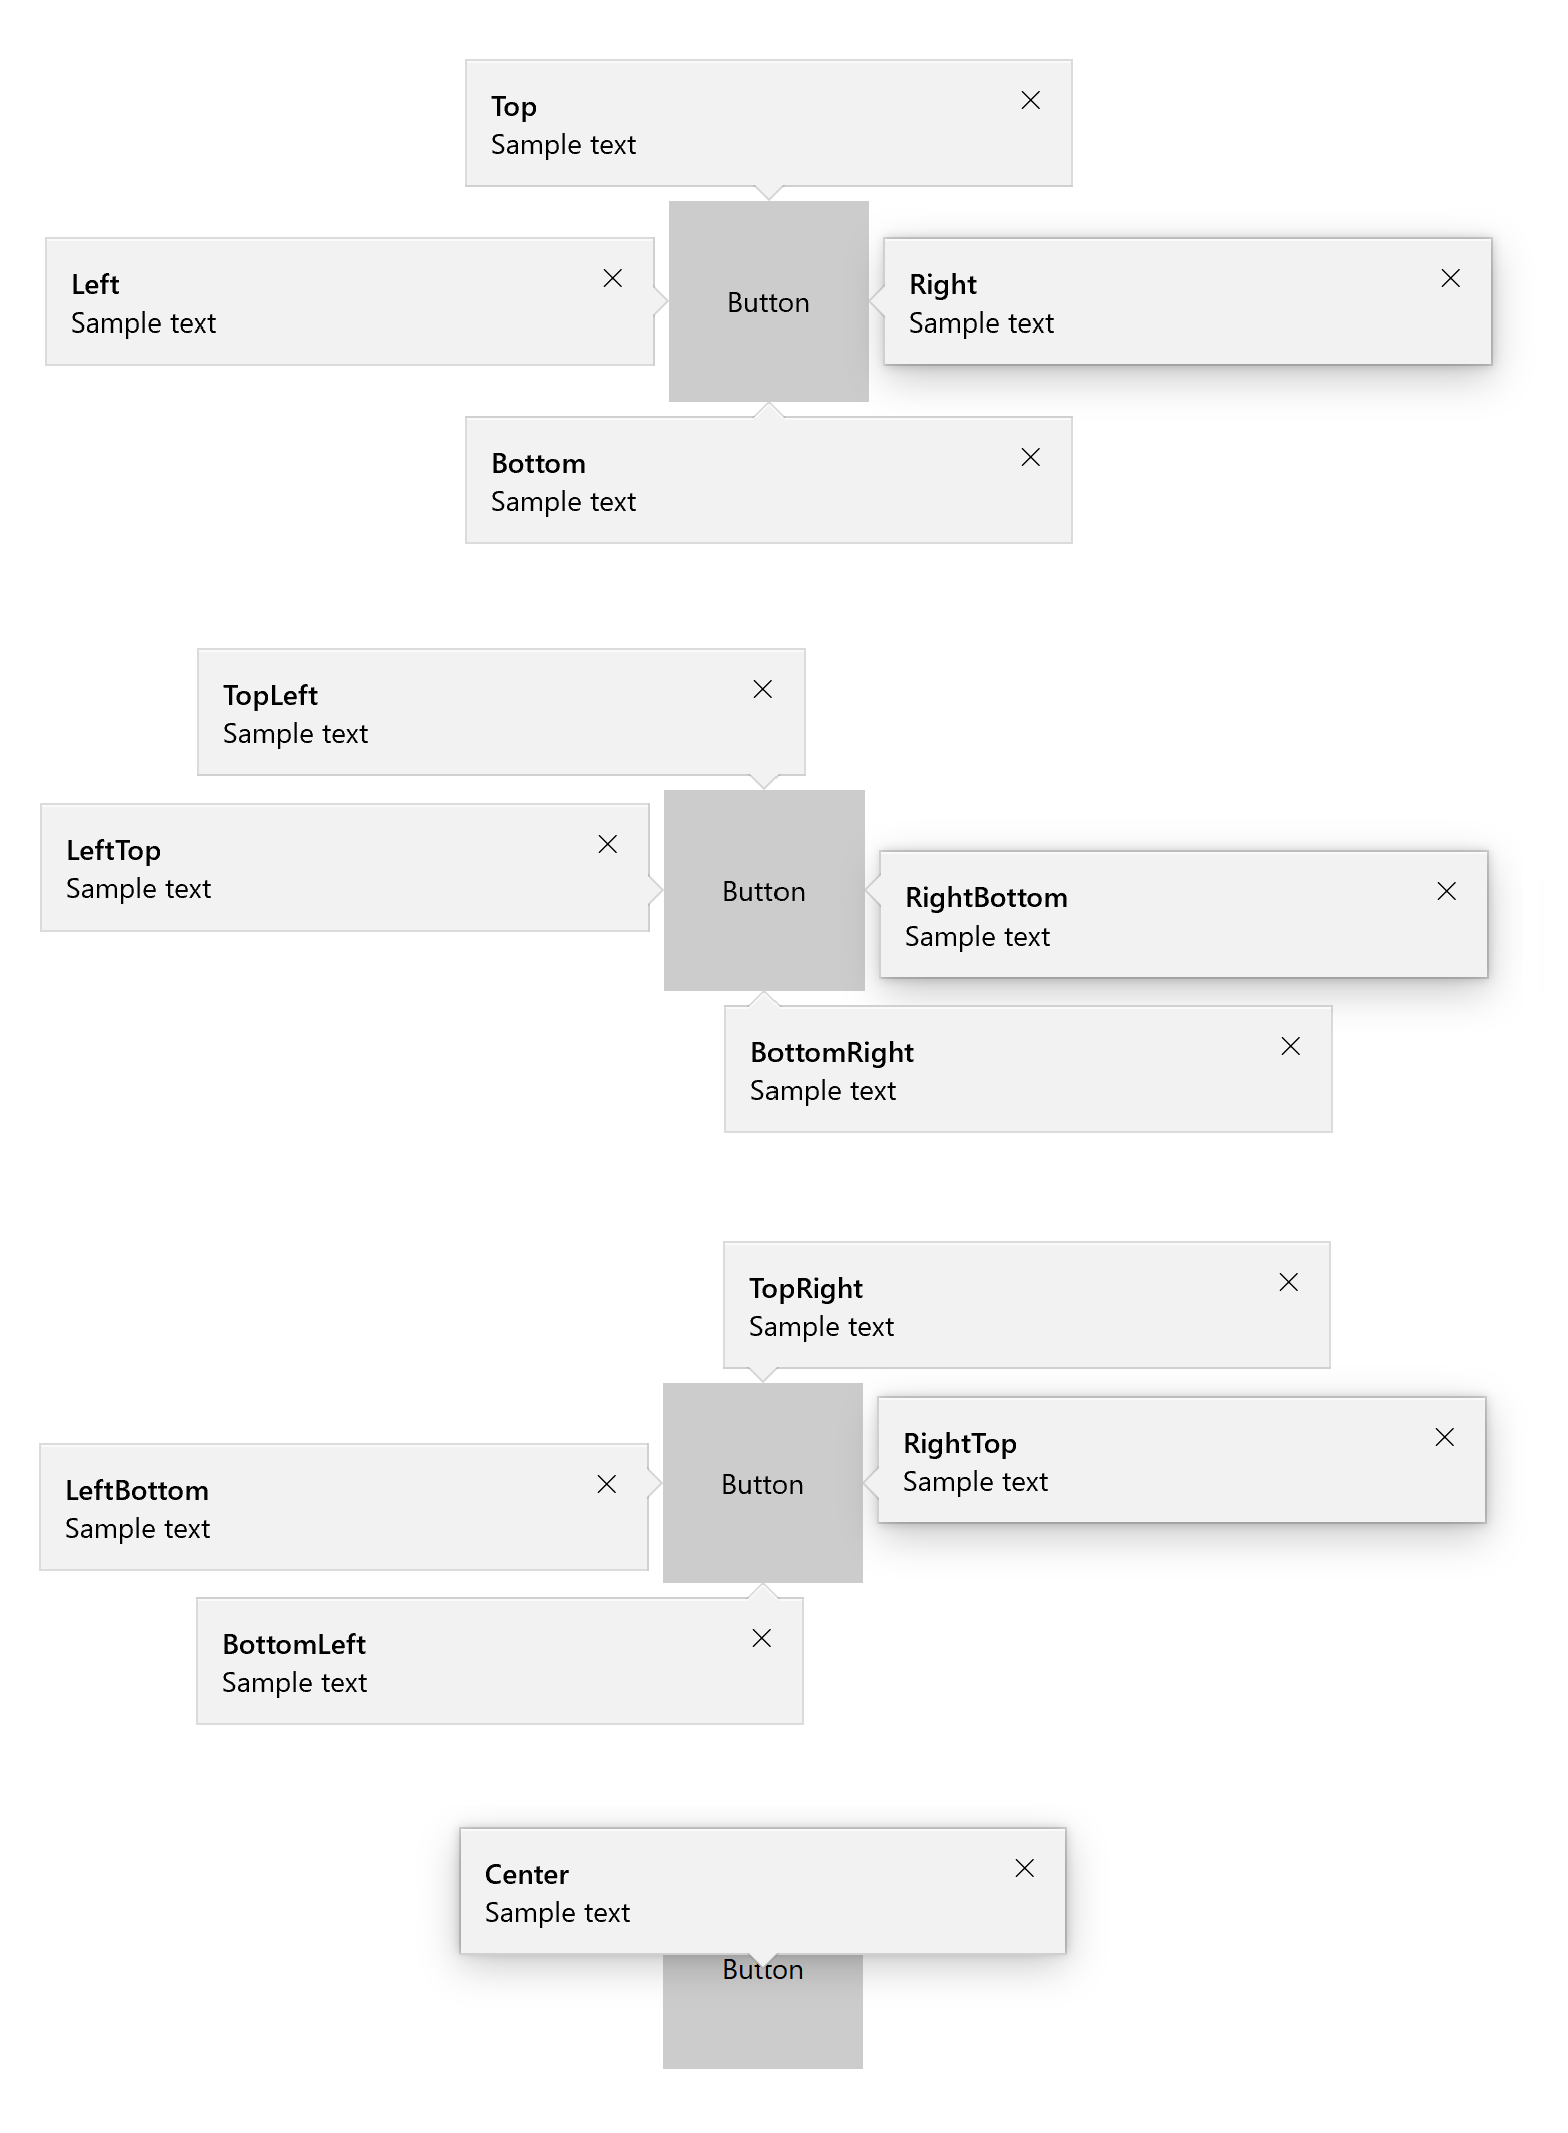 Top
Sample text
Left
Sample text
Button
Right
Sample text
Bottom
Sample text
TopLeft
Sample text
LeftTop
Sample text
Button
RightBottom
Sample text
BottomRight
Sample text
TopRight
Sample text
LeftBottom
Sample text
Button
RightTop
Sample text
BottomLeft
Sample text
Center
Sample text
Button